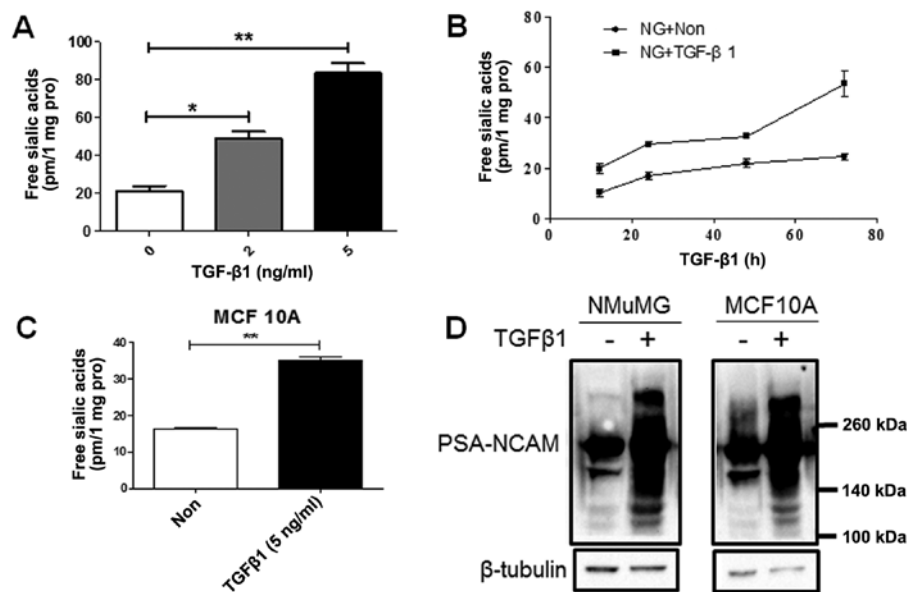 A
Free sialic acids
(pm/1 mg pro)
100
80
60
40
20
0
*
**
0
2
5
TGF-β1 (ng/ml)
B
Free sialic acids
(pm/1 mg pro)
80
60
40
20
0
NG+Non
NG+TGF-β 1
0
20
40
60
80
TGF-β1 (h)
C
MCF 10A
Free sialic acids
(pm/1 mg pro)
40
30
20
10
0
**
Non
TGFβ1 (5 ng/ml)
D
NMuMG
MCF10A
TGFβ1
- +
- +
PSA-NCAM
260 kDa
140 kDa
100 kDa
β-tubulin